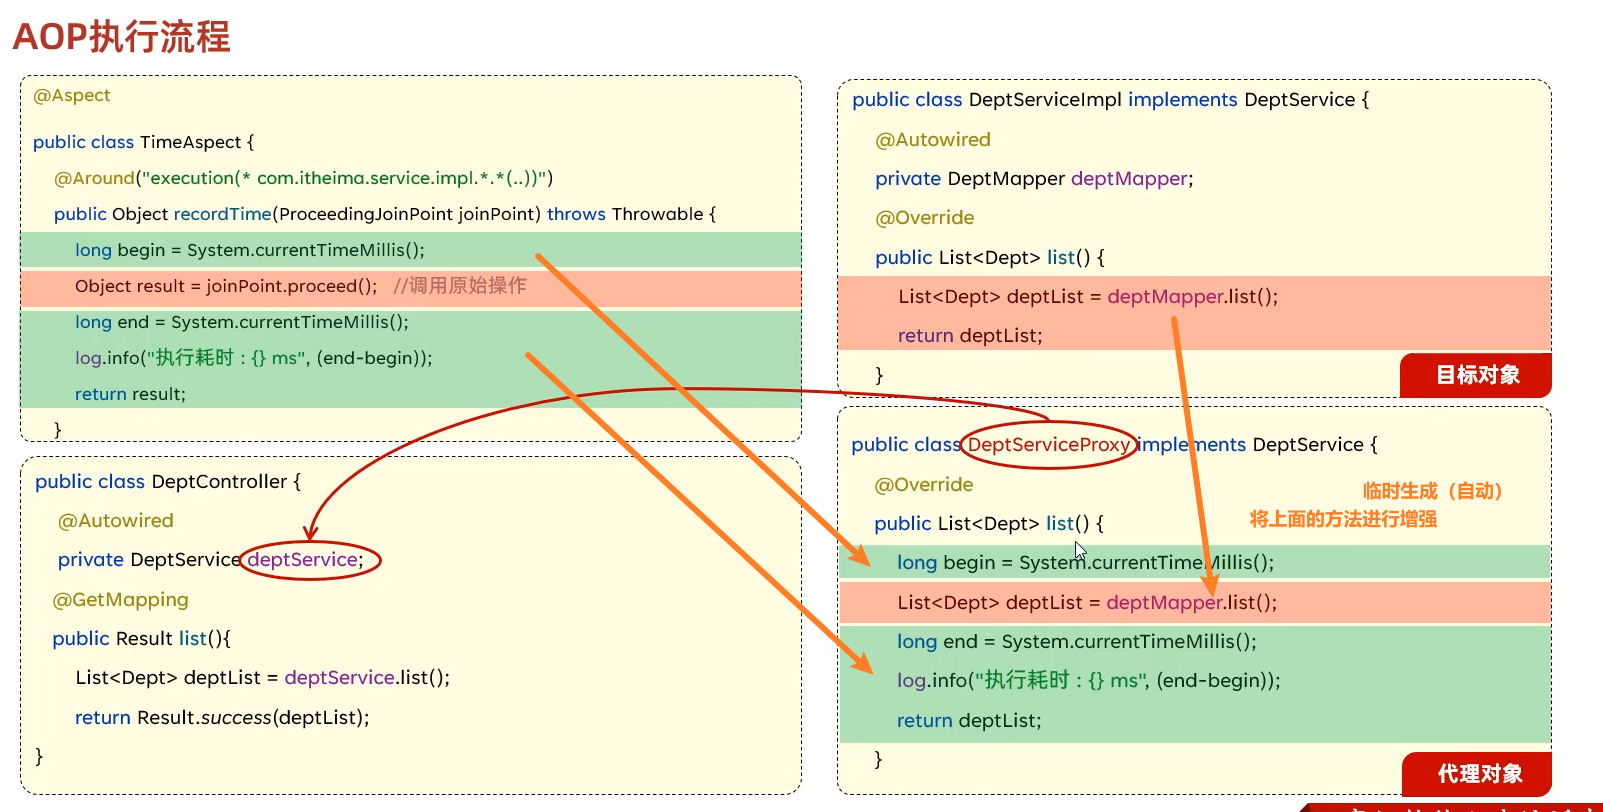 AOP执行流程
@Aspect
public class TimeAspect {
@Around("execution(* com.itheima.service.impl.*.*(..))")
public Object recordTime(ProceedingJoinPoint joinPoint) throws Throwable {
long begin = System.currentTimeMillis();
Object result = joinPoint.proceed(); //调用原始操作
long end = System.currentTimeMillis();
log.info("执行耗时 : {} ms", (end-begin));
return result;
}
public class DeptController {
@Autowired
private DeptService deptService;
@GetMapping
public Result list(){
List<Dept> deptList = deptService.list();
return Result.success(deptList);
}
public class DeptServiceImpl implements DeptService {
@Autowired
private DeptMapper deptMapper;
@Override
public List<Dept> list() {
List<Dept> deptList = deptMapper.list();
return deptList;
}
目标对象
public class DeptServiceProxy implements DeptService {
@Override
临时生成（自动）
将上面的方法进行增强
public List<Dept> list() {
long begin = System.currentTimeMillis();
List<Dept> deptList = deptMapper.list();
long end = System.currentTimeMillis();
log.info("执行耗时 : {} ms", (end-begin));
return deptList;
}
代理对象